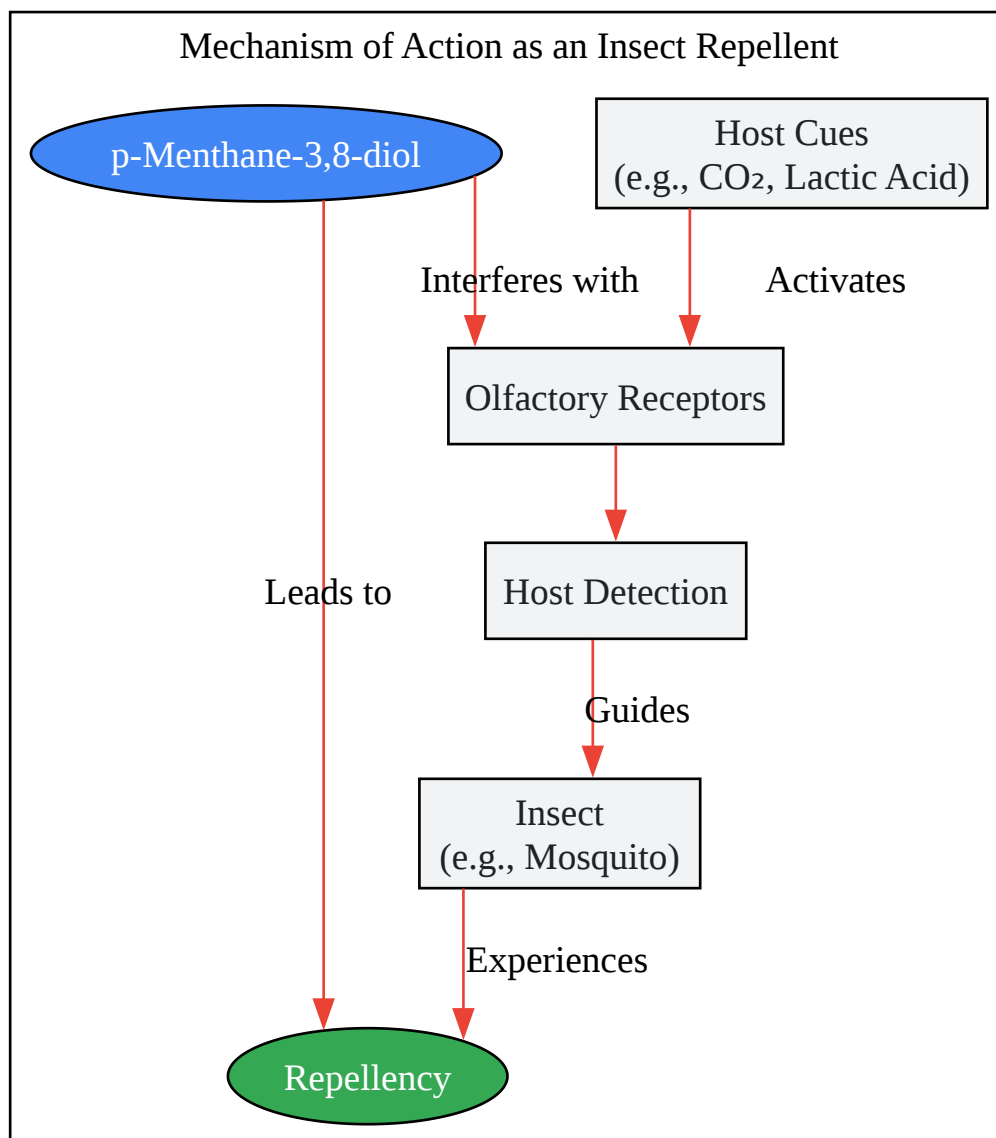 Mechanism of Action as an Insect Repellent
p-Menthane-3,8-diol
Host Cues
(e.g., CO₂, Lactic Acid)
Interferes with
Activates
Olfactory Receptors
Host Detection
Leads to
Guides
Insect
(e.g., Mosquito)
Experiences
Repellency